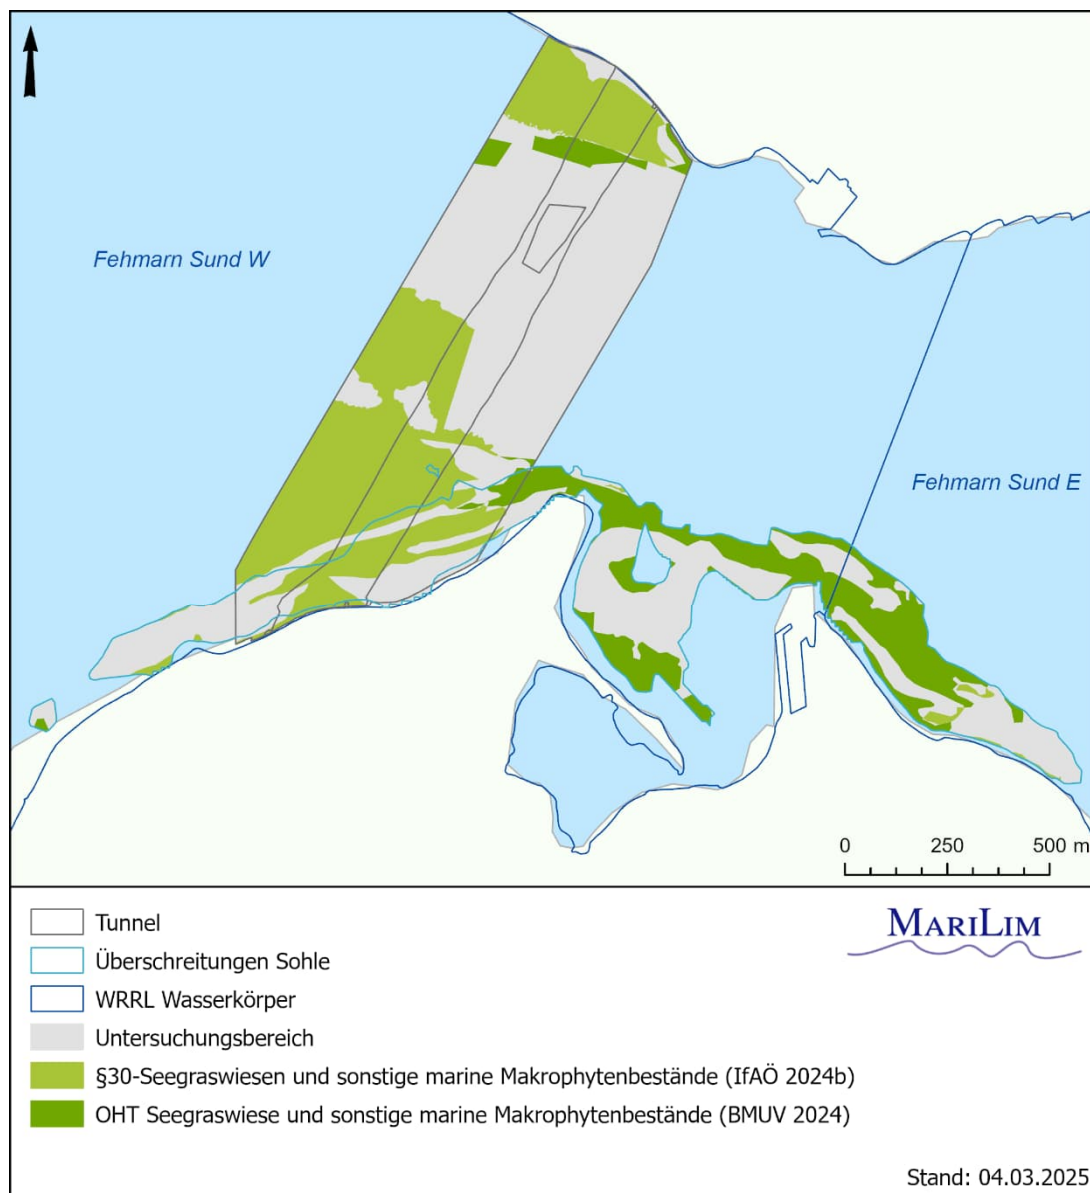 Fehmarn Sund W
Fehmarn Sund E
0 250 500 m
Tunnel
Überschreitungen Sohle
WRRL Wasserkörper
Untersuchungsbereich
§30-Seegraswiesen und sonstige marine Makrophytenbestände (IfAÖ 2024b)
OHT Seegraswiese und sonstige marine Makrophytenbestände (BMUV 2024)
MARILIM
Stand: 04.03.2025